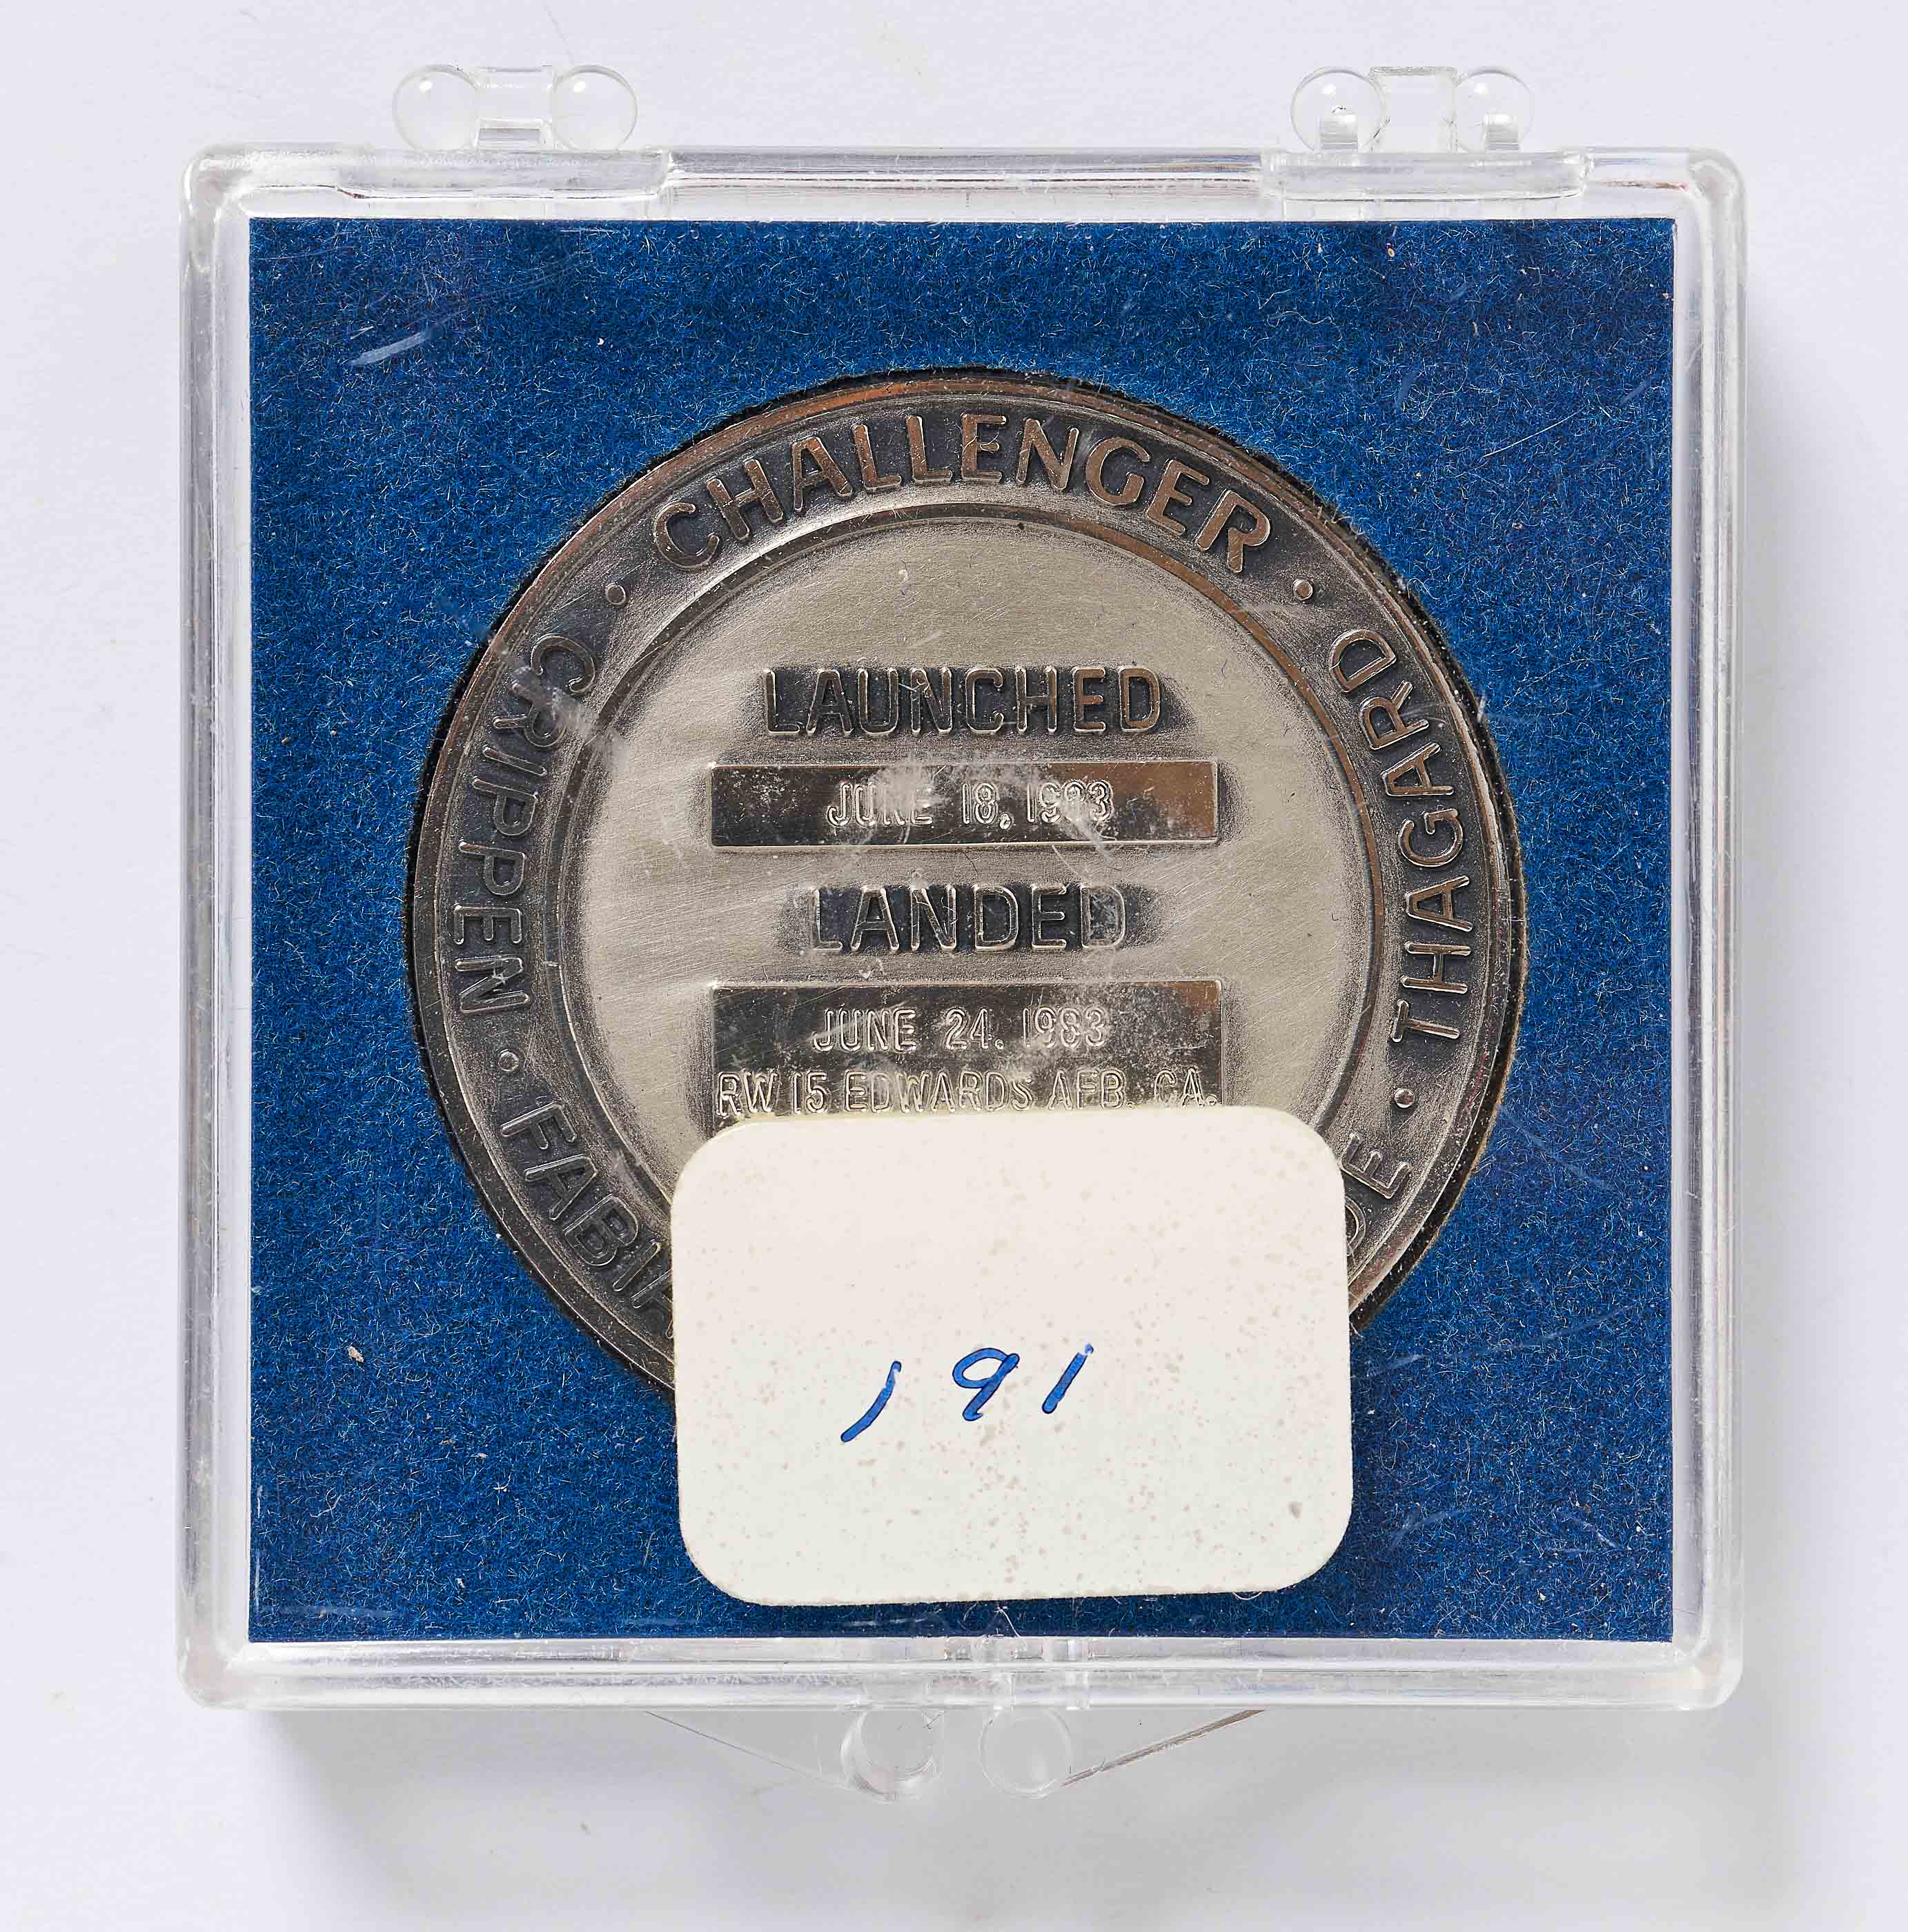 · CHALLENGER ·
CRIPPEN ·
THAGARD ·
LAUNCHED
JUNE 18, 1983
LANDED
JUNE 24. 1983
RW 15 EDWARDS AFB. CA.
191